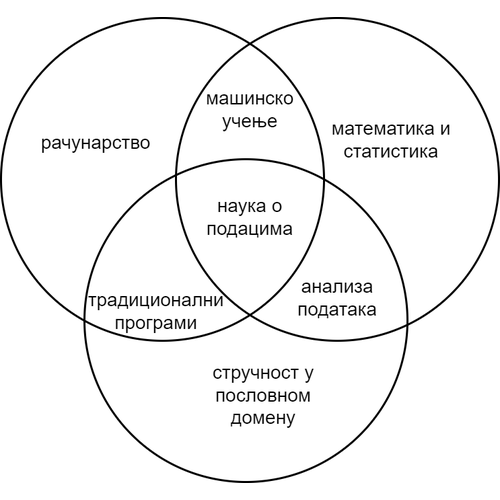 машинско
учење
рачунарство
математика и
статистика
наука о
подацима
традиционални
програми
анализа
података
стручност у
пословном
домену